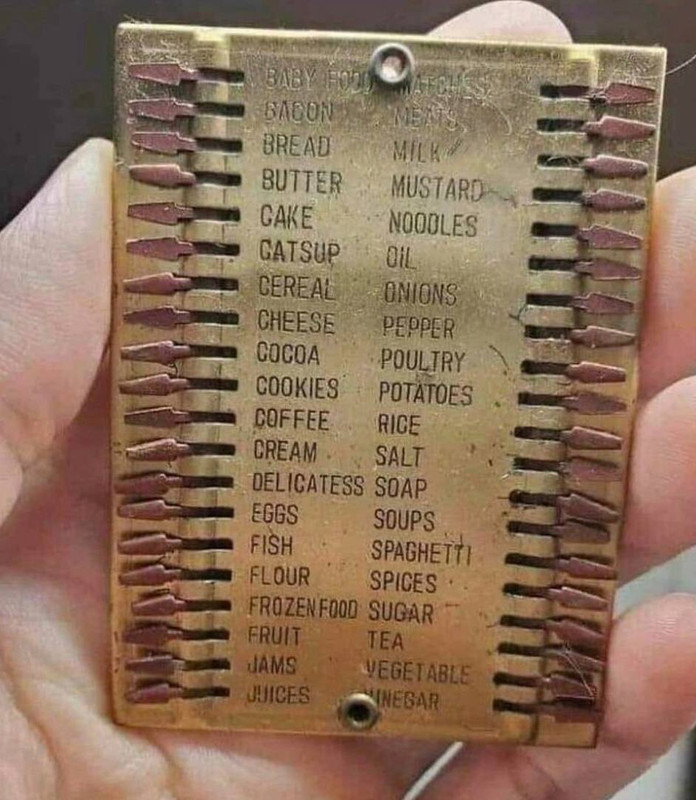 BABY FOOD
BACON
BREAD
BUTTER
CAKE
CATSUP
CEREAL
CHEESE
COCOA
COOKIES
COFFEE
CREAM
DELICATESS
EGGS
FISH
FLOUR
FROZEN FOOD
FRUIT
JAMS
JUICES
MATCHES
MEATS
MILK
MUSTARD
NOODLES
OIL
ONIONS
PEPPER
POULTRY
POTATOES
RICE
SALT
SOAP
SOUPS
SPAGHETTI
SPICES
SUGAR
TEA
VEGETABLE
VINEGAR